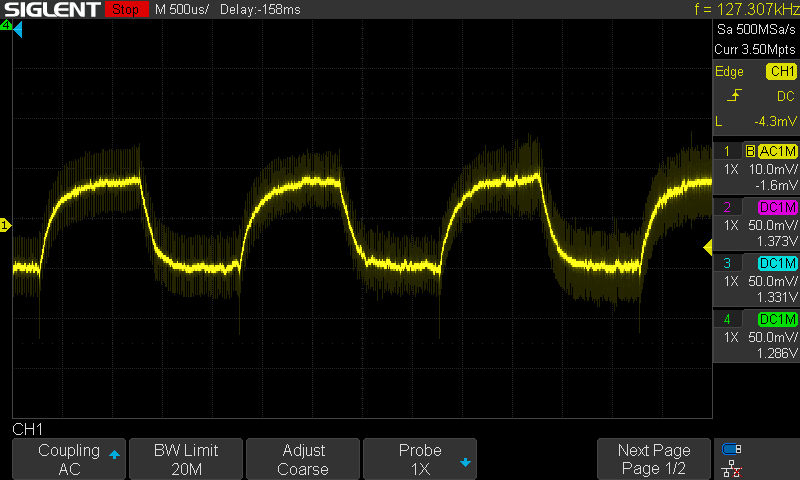 SIGLENT Stop M 500us/ Delay:-158ms f = 127.307kHz
Sa 500MSa/s
Curr 3.50Mpts
4
Edge CH1
DC
L -4.3mV
1 B AC1M
1X 10.0mV/
-1.6mV
2 DC1M
1X 50.0mV/
1.373V
1
3 DC1M
1X 50.0mV/
1.331V
4 DC1M
1X 50.0mV/
1.286V
CH1
Coupling
AC
BW Limit
20M
Adjust
Coarse
Probe
1X
Next Page
Page 1/2